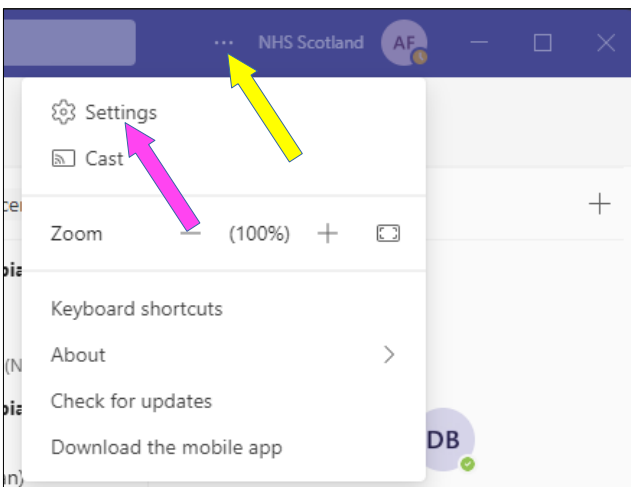 NHS Scotland AF
Settings
Cast
Zoom (100%)
Keyboard shortcuts
About
(N
Check for updates
DB
Download the mobile app